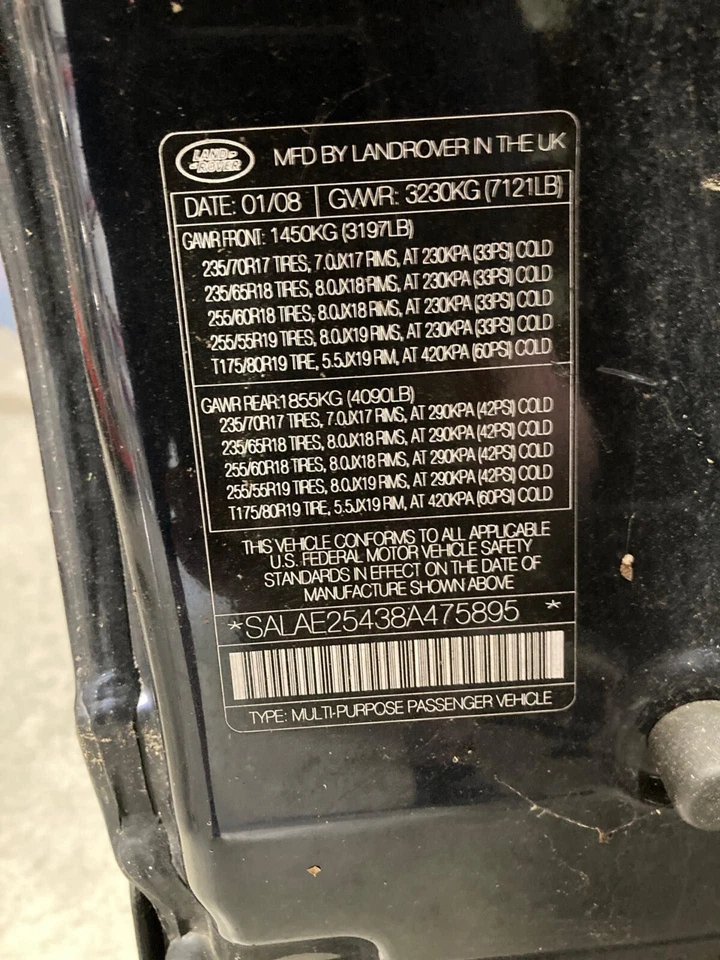 LAND ROVER MFD BY LANDROVER IN THE UK
DATE: 01/08 GVWR: 3230KG (7121LB)
GAWR FRONT: 1450KG (3197LB)
235/70R17 TIRES, 7.0JX17 RIMS, AT 230KPA (33PSI) COLD
235/65R18 TIRES, 8.0JX18 RIMS, AT 230KPA (33PSI) COLD
255/60R18 TIRES, 8.0JX18 RIMS, AT 230KPA (33PSI) COLD
255/55R19 TIRES, 8.0JX19 RIMS, AT 230KPA (33PSI) COLD
T175/80R19 TIRE, 5.5JX19 RIM, AT 420KPA (60PSI) COLD
GAWR REAR:1855KG (4090LB)
235/70R17 TIRES, 7.0JX17 RIMS, AT 290KPA (42PSI) COLD
235/65R18 TIRES, 8.0JX18 RIMS, AT 290KPA (42PSI) COLD
255/60R18 TIRES, 8.0JX18 RIMS, AT 290KPA (42PSI) COLD
255/55R19 TIRES, 8.0JX19 RIMS, AT 290KPA (42PSI) COLD
T175/80R19 TIRE, 5.5JX19 RIM, AT 420KPA (60PSI) COLD
THIS VEHICLE CONFORMS TO ALL APPLICABLE
U.S. FEDERAL MOTOR VEHICLE SAFETY
STANDARDS IN EFFECT ON THE DATE OF
MANUFACTURE SHOWN ABOVE
*SALAE25438A475895 *
TYPE: MULTI-PURPOSE PASSENGER VEHICLE